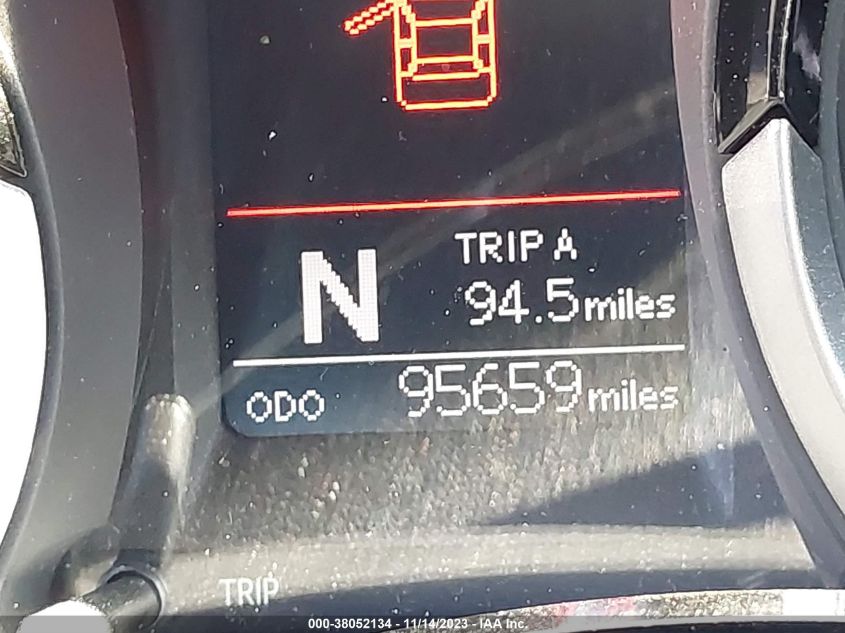 TRIP A
N 94.5 miles
ODO 95659 miles
TRIP
000-38052134 - 11/14/2023 - IAA Inc.